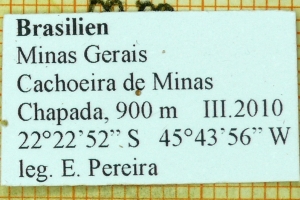 Brasilien
Minas Gerais
Cachoeira de Minas
Chapada, 900 m III.2010
22°22'52” S 45°43'56” W
leg. E. Pereira